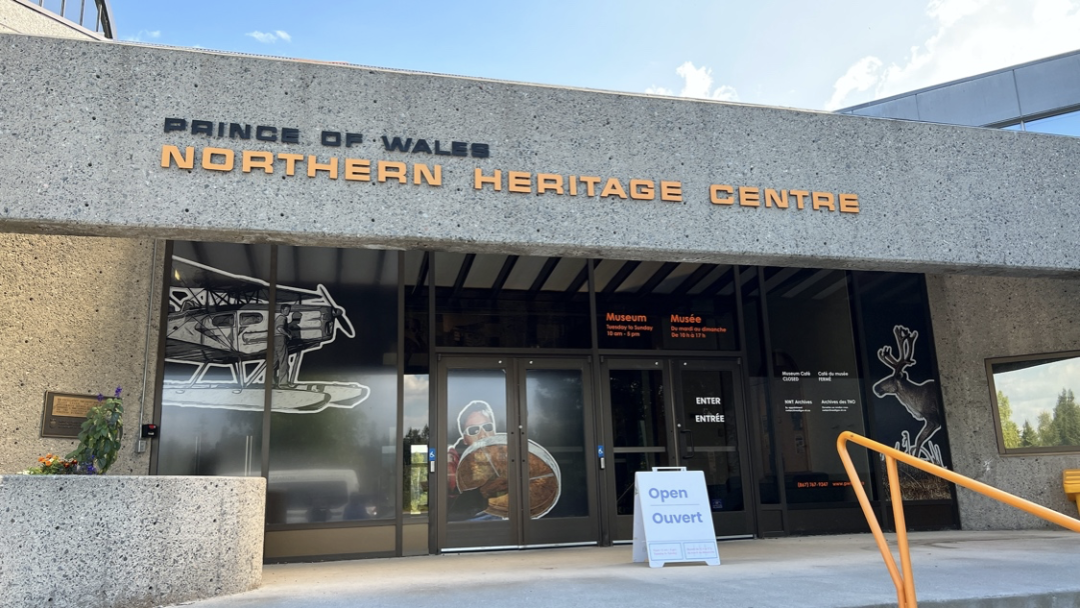 PRINCE OF WALES
NORTHERN HERITAGE CENTRE
Museum
Tuesday to Sunday
10 am - 5 pm
Musée
Du mardi au dimanche
De 10 h à 17 h
Museum Café
CLOSED
Café du musée
FERMÉ
NWT Archives
Archives des TNO
ENTER
ENTRÉE
Open
Ouvert